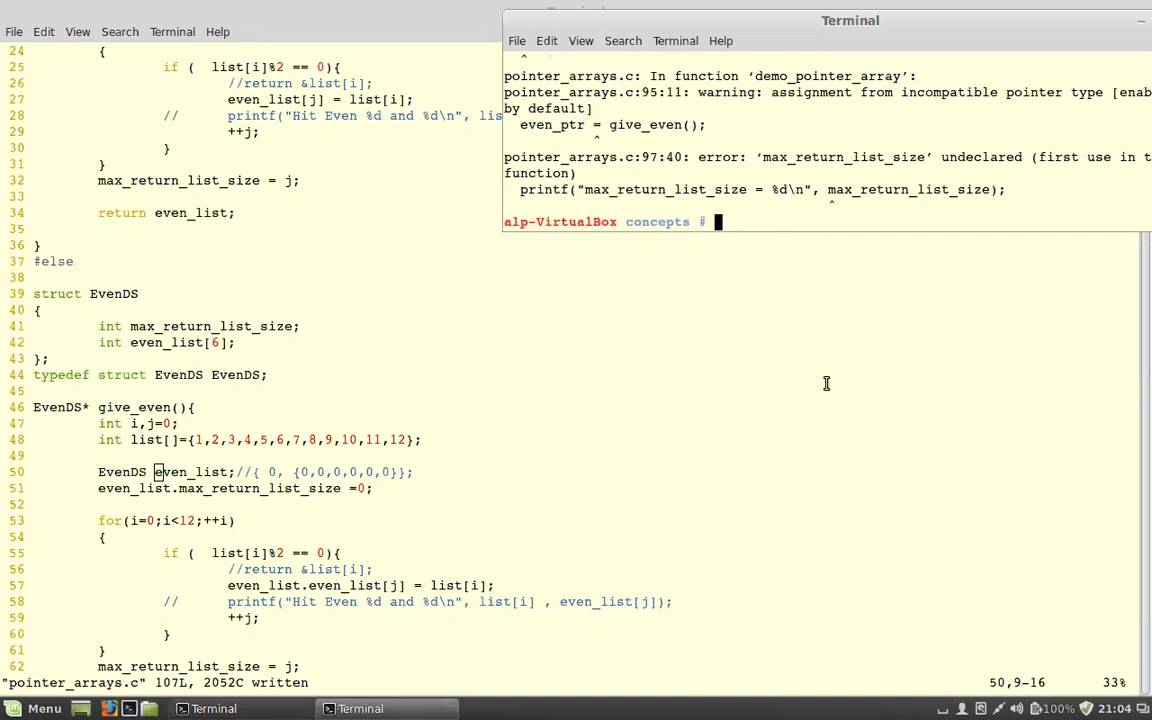 Terminal
File Edit View Search Terminal Help
File Edit View Search Terminal Help
24 {
25 if ( list[i]%2 == 0){
26 //return &list[i];
27 even_list[j] = list[i];
28 // printf("Hit Even %d and %d\n", lis
29 ++j;
30 }
31 }
32 max_return_list_size = j;
33
34 return even_list;
35
36 }
37 #else
38
39 struct EvenDS
40 {
41 int max_return_list_size;
42 int even_list[6];
43 };
44 typedef struct EvenDS EvenDS;
45
46 EvenDS* give_even(){
47 int i,j=0;
48 int list[]={1,2,3,4,5,6,7,8,9,10,11,12};
49
50 EvenDS even_list;//{ 0, {0,0,0,0,0,0}};
51 even_list.max_return_list_size =0;
52
53 for(i=0;i<12;++i)
54 {
55 if ( list[i]%2 == 0){
56 //return &list[i];
57 even_list.even_list[j] = list[i];
58 // printf("Hit Even %d and %d\n", list[i] , even_list[j]);
59 ++j;
60 }
61 }
62 max_return_list_size = j;
"pointer_arrays.c" 107L, 2052C written 50,9-16 33%
^
pointer_arrays.c: In function ‘demo_pointer_array’:
pointer_arrays.c:95:11: warning: assignment from incompatible pointer type [enab
by default]
even_ptr = give_even();
^
pointer_arrays.c:97:40: error: ‘max_return_list_size’ undeclared (first use in t
function)
printf("max_return_list_size = %d\n", max_return_list_size);
^
alp-VirtualBox concepts #
Menu Terminal Terminal 100% 21:04